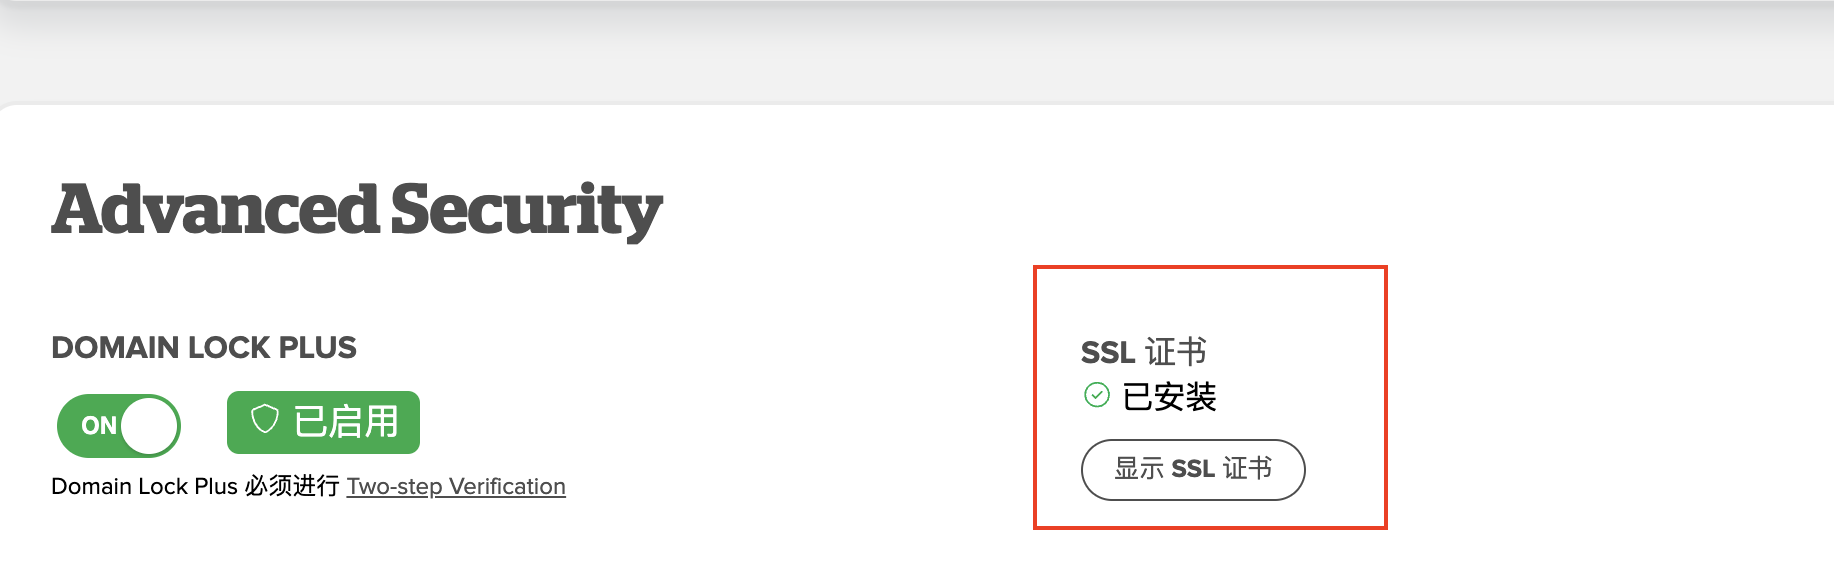 Advanced Security
DOMAIN LOCK PLUS
ON
已启用
Domain Lock Plus 必须进行 Two-step Verification
SSL 证书
已安装
显示 SSL 证书